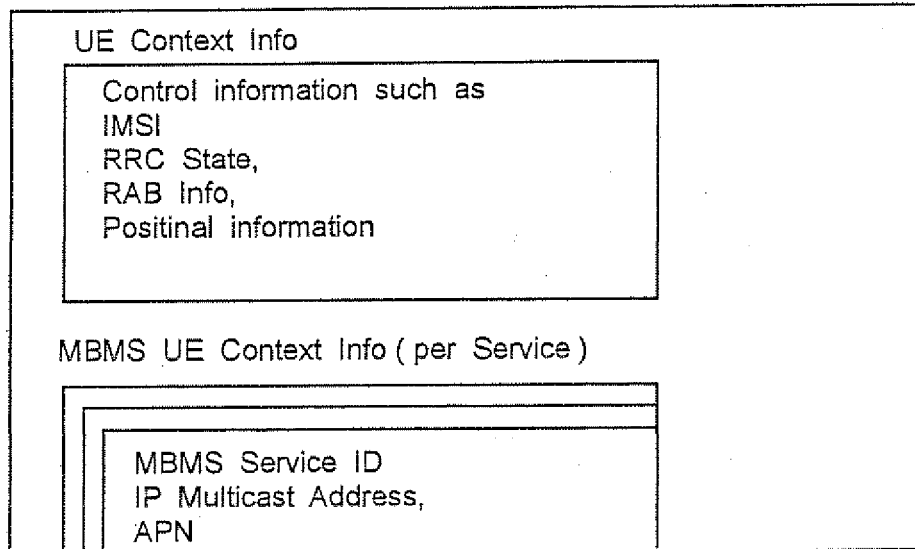 UE Context Info
Control information such as
IMSI
RRC State,
RAB Info,
Positinal information
MBMS UE Context Info ( per Service )
MBMS Service ID
IP Multicast Address,
APN